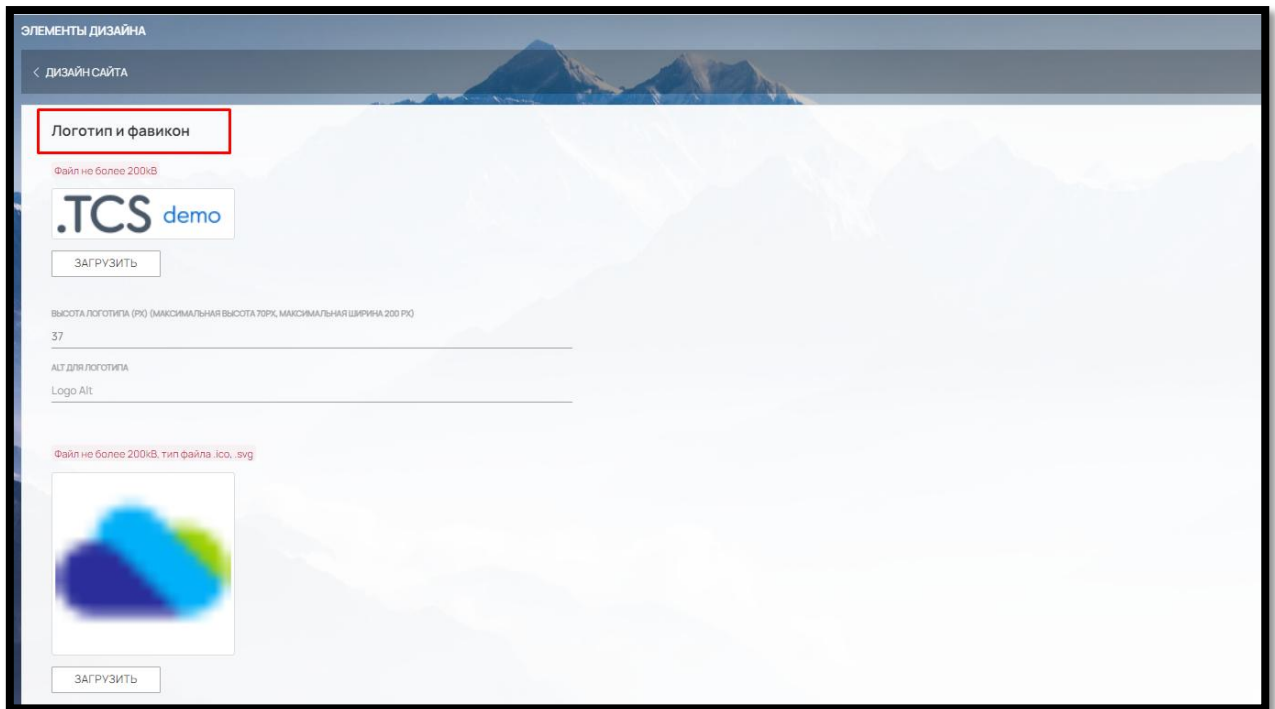 ЭЛЕМЕНТЫ ДИЗАЙНА
< ДИЗАЙН САЙТА
Логотип и фавикон
Файл не более 200kB
.TCS demo
ЗАГРУЗИТЬ
ВЫСОТА ЛОГОТИПА (PX) (МАКСИМАЛЬНАЯ ВЫСОТА 70PX, МАКСИМАЛЬНАЯ ШИРИНА 200 PX)
37
ALT ДЛЯ ЛОГОТИПА
Logo Alt
Файл не более 200kB, тип файла .ico, .svg
ЗАГРУЗИТЬ